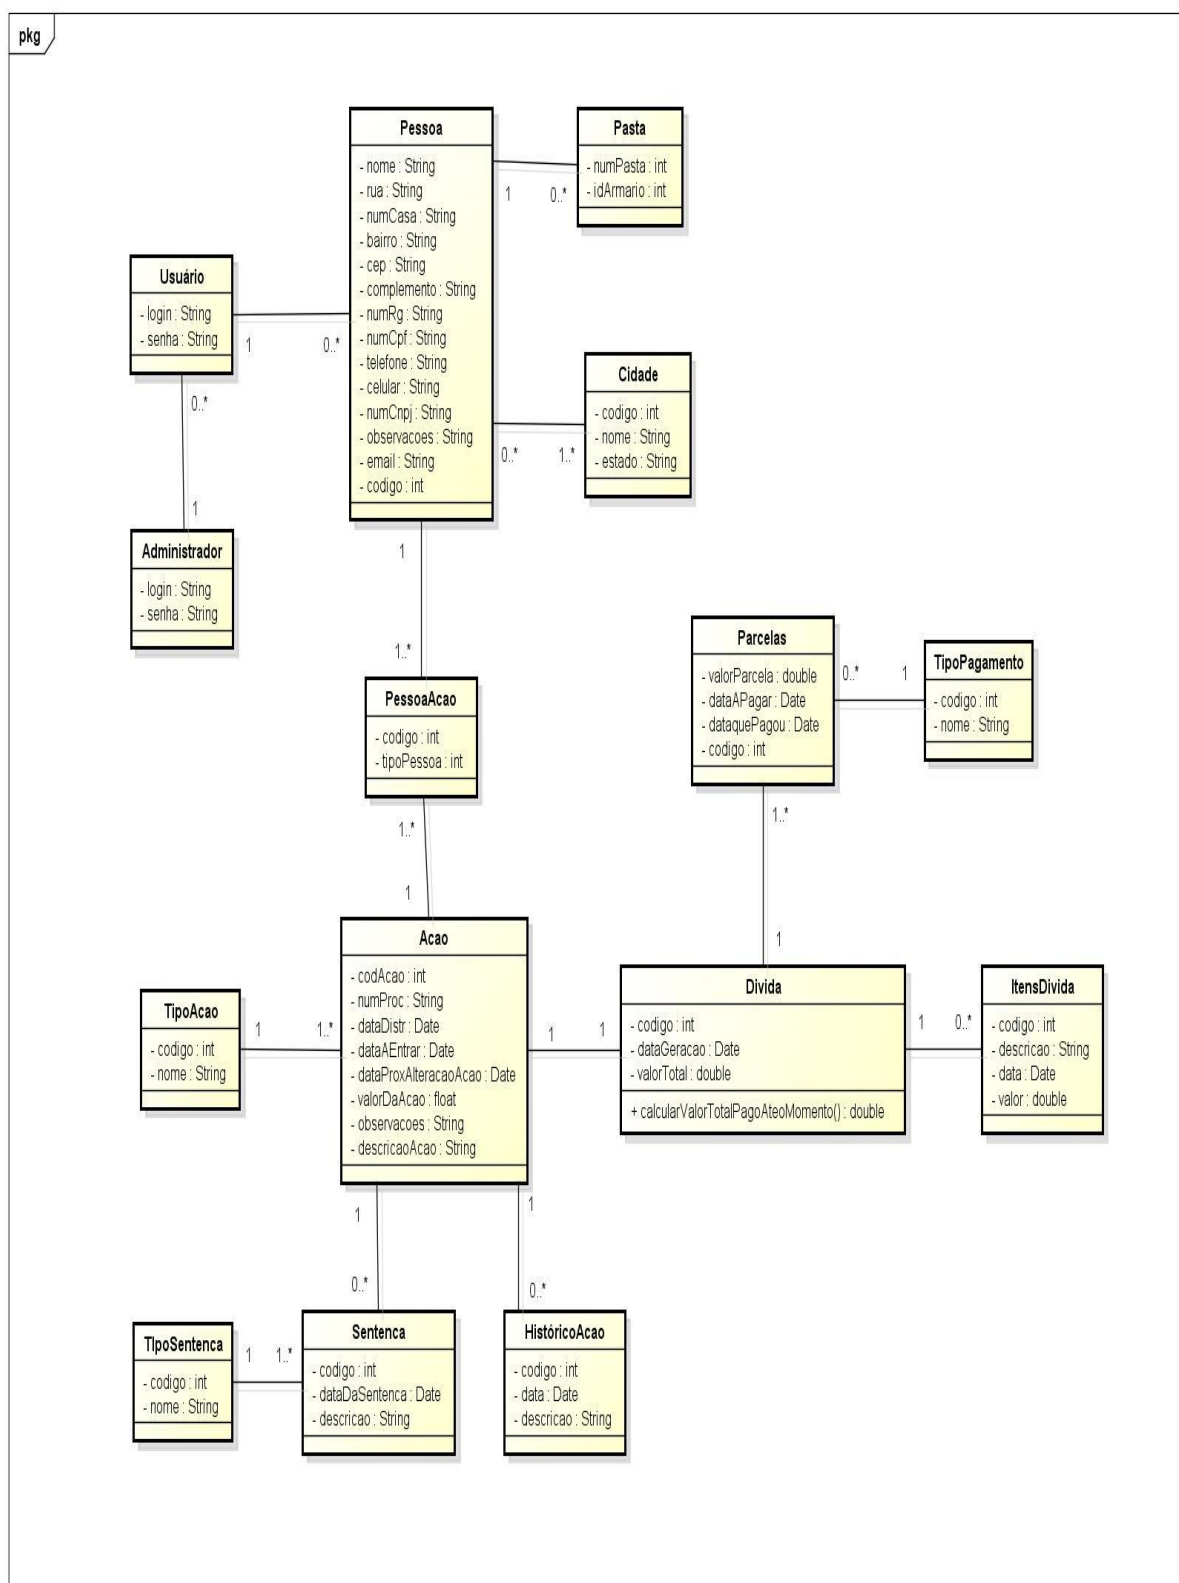 pkg
Pessoa
- nome : String
- rua : String
- numCasa : String
- bairro : String
- cep : String
- complemento : String
- numRg : String
- numCpf : String
- telefone : String
- celular : String
- numCnpj : String
- observacoes : String
- email : String
- codigo : int
Pasta
- numPasta : int
- idArmario : int
1
0..*
Usuário
- login : String
- senha : String
1
0..*
Cidade
- codigo : int
- nome : String
- estado : String
0..*
1..*
0..*
1
Administrador
- login : String
- senha : String
1
1..*
PessoaAcao
- codigo : int
- tipoPessoa : int
Parcelas
- valorParcela : double
- dataAPagar : Date
- dataquePagou : Date
- codigo : int
0..*
1
TipoPagamento
- codigo : int
- nome : String
1..*
1
1..*
1
Acao
- codAcao : int
- numProc : String
- dataDistr : Date
- dataAEntrar : Date
- dataProxAlteracaoAcao : Date
- valorDaAcao : float
- observacoes : String
- descricaoAcao : String
TipoAcao
- codigo : int
- nome : String
1
1..*
1
1
Divida
- codigo : int
- dataGeracao : Date
- valorTotal : double
+ calcularValorTotalPagoAteoMomento() : double
1
0..*
ItensDivida
- codigo : int
- descricao : String
- data : Date
- valor : double
1
0..*
1
0..*
TIpoSentenca
- codigo : int
- nome : String
1
1..*
Sentenca
- codigo : int
- dataDaSentenca : Date
- descricao : String
HistóricoAcao
- codigo : int
- data : Date
- descricao : String